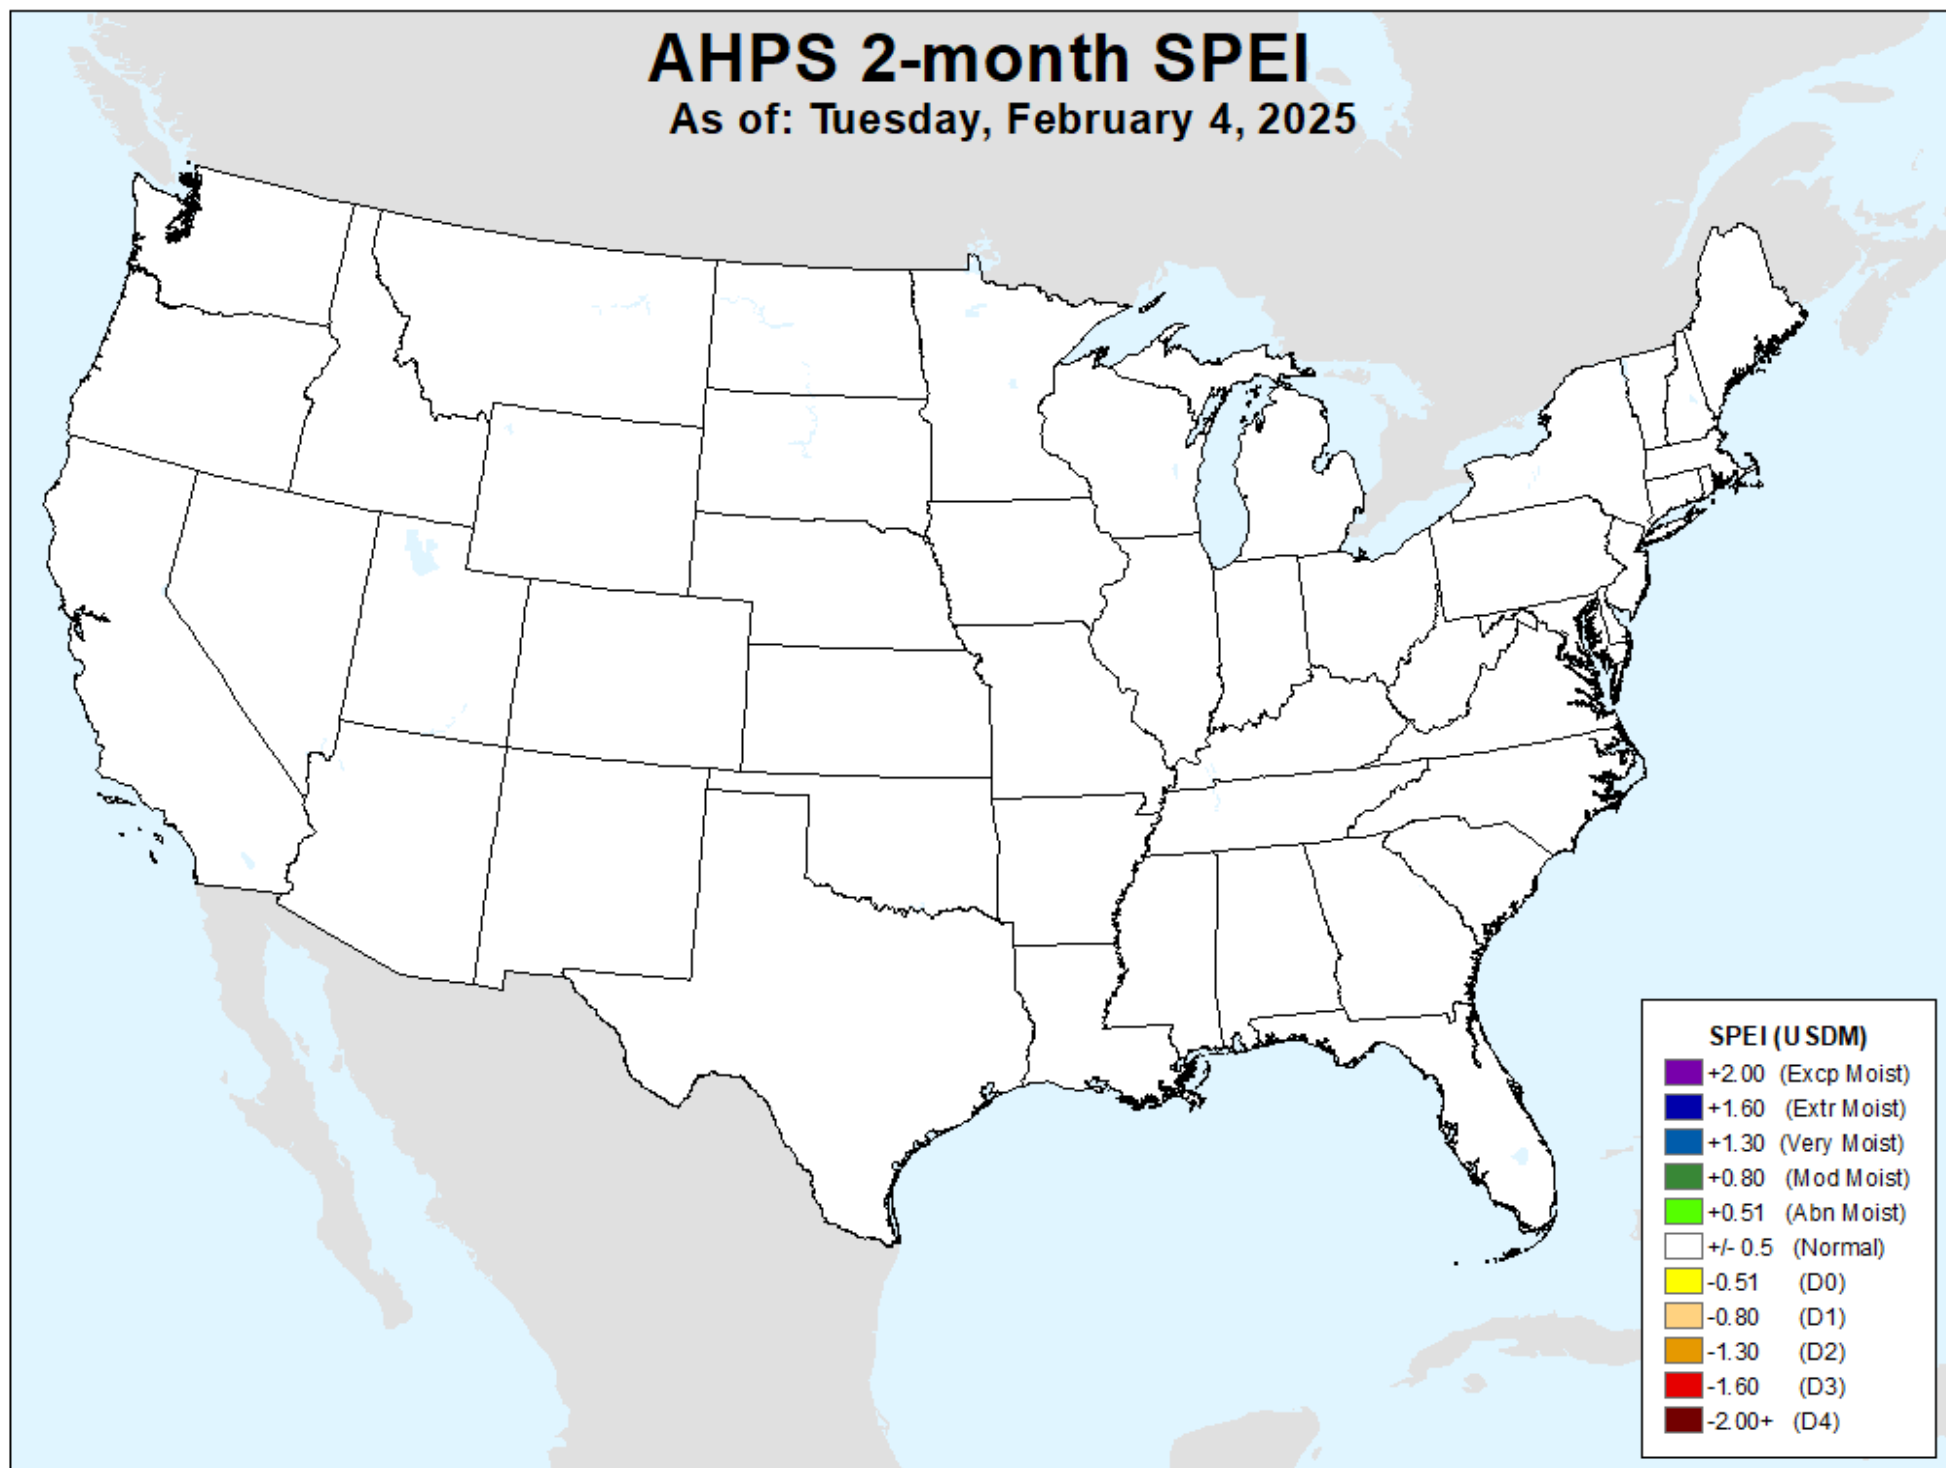 AHPS 2-month SPEI
As of: Tuesday, February 4, 2025
SPEI (USDM)
+2.00 (Excp Moist)
+1.60 (Extr Moist)
+1.30 (Very Moist)
+0.80 (Mod Moist)
+0.51 (Abn Moist)
+/- 0.5 (Normal)
-0.51 (D0)
-0.80 (D1)
-1.30 (D2)
-1.60 (D3)
-2.00+ (D4)